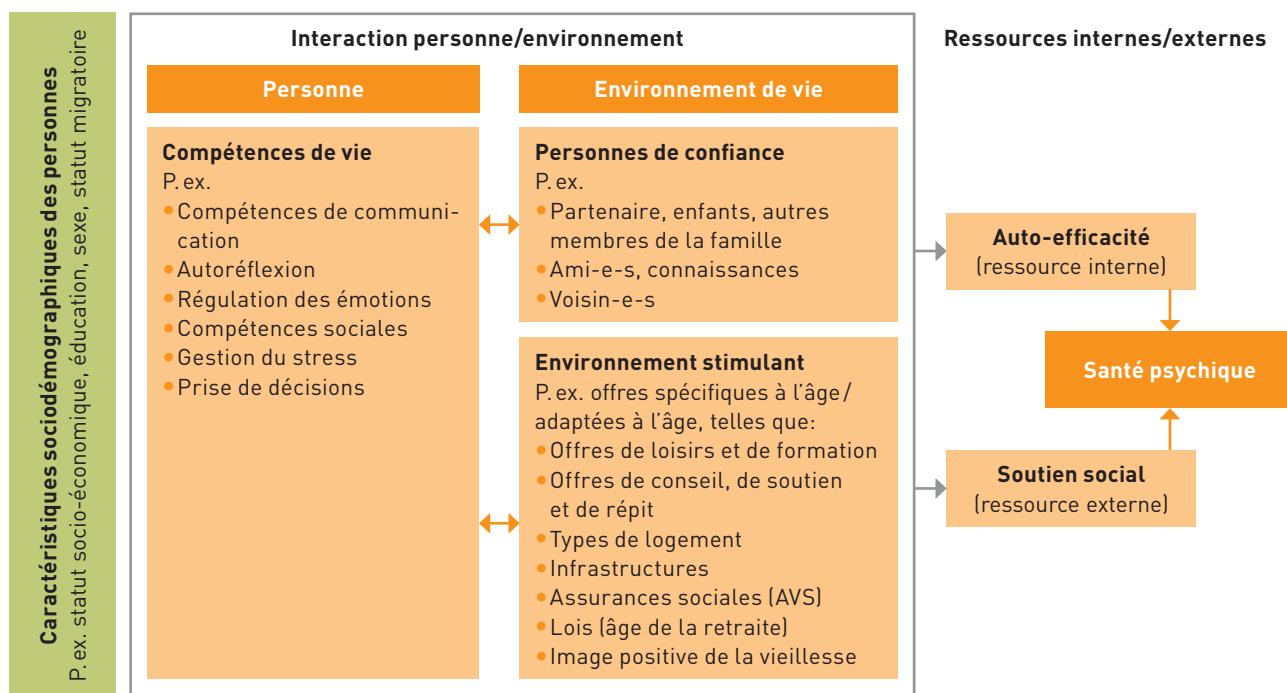 Caractéristiques sociodémographiques des personnes
P. ex. statut socio-économique, éducation, sexe, statut migratoire
Interaction personne/environnement
Personne
Compétences de vie
P. ex.
• Compétences de communi-
cation
• Autoréflexion
• Régulation des émotions
• Compétences sociales
• Gestion du stress
• Prise de décisions
Environnement de vie
Personnes de confiance
P. ex.
• Partenaire, enfants, autres
membres de la famille
• Ami-e-s, connaissances
• Voisin-e-s
Environnement stimulant
P. ex. offres spécifiques à l’âge/
adaptées à l’âge, telles que:
• Offres de loisirs et de formation
• Offres de conseil, de soutien
et de répit
• Types de logement
• Infrastructures
• Assurances sociales (AVS)
• Lois (âge de la retraite)
• Image positive de la vieillesse
Ressources internes/externes
Auto-efficacité
(ressource interne)
Santé psychique
Soutien social
(ressource externe)